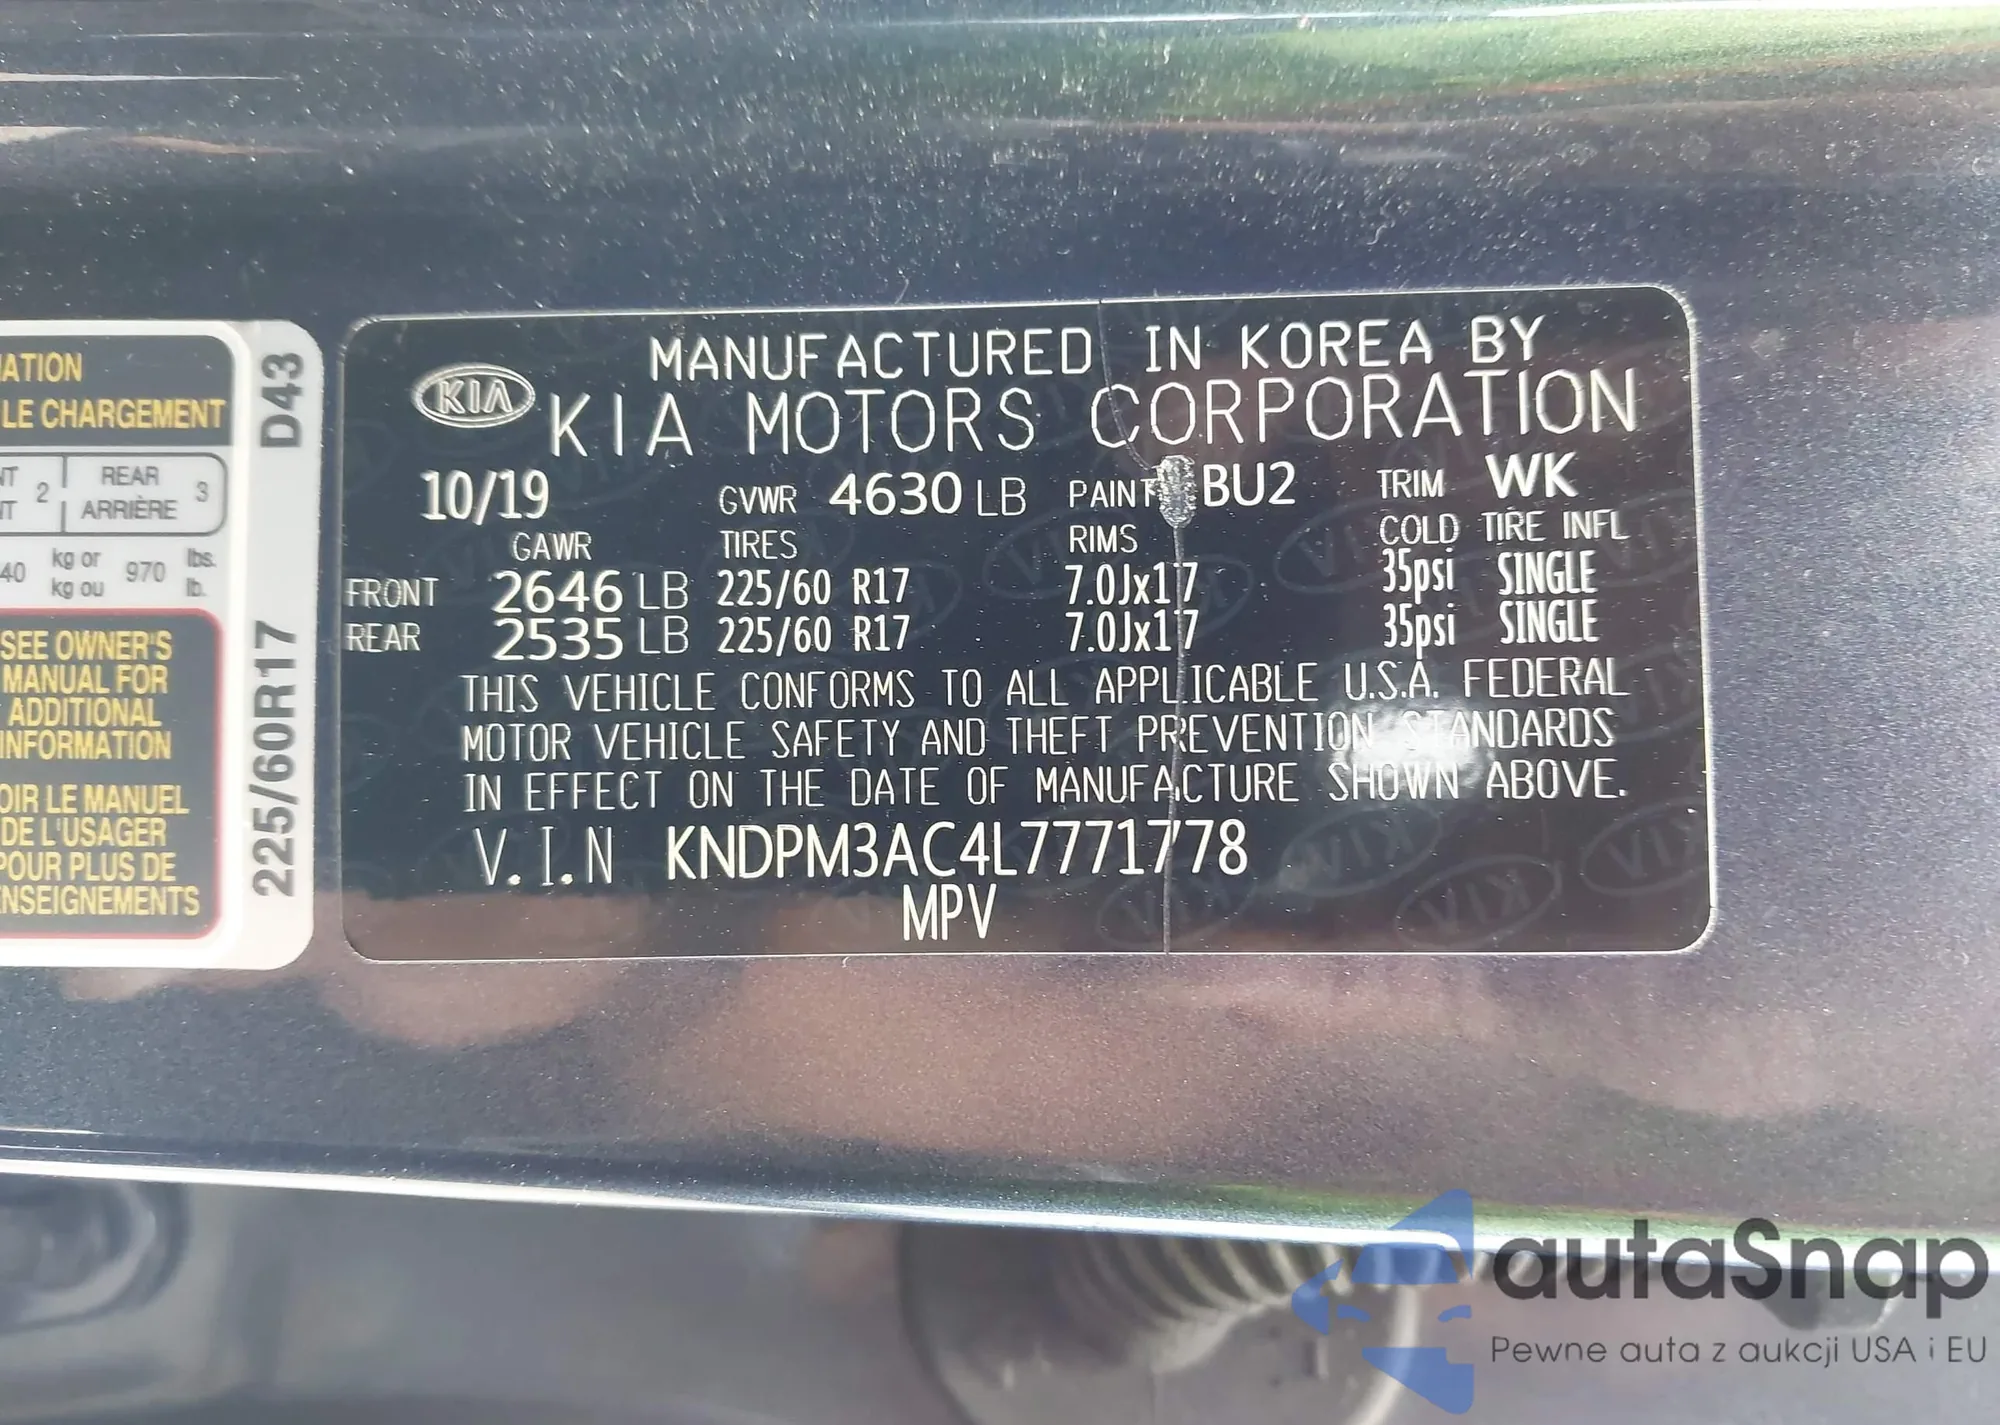 MANUFACTURED IN KOREA BY
KIA KIA MOTORS CORPORATION
10/19 GVWR 4630 LB PAINT BU2 TRIM WK
GAWR TIRES RIMS COLD TIRE INFL
FRONT 2646 LB 225/60 R17 7.0Jx17 35psi SINGLE
REAR 2535 LB 225/60 R17 7.0Jx17 35psi SINGLE
THIS VEHICLE CONFORMS TO ALL APPLICABLE U.S.A. FEDERAL
MOTOR VEHICLE SAFETY AND THEFT PREVENTION STANDARDS
IN EFFECT ON THE DATE OF MANUFACTURE SHOWN ABOVE.
V.I.N KNDPM3AC4L7771778
MPV
ATION
LE CHARGEMENT
NT 2 REAR 3
NT ARRIÈRE
40 kg or 970 lbs.
kg ou lb.
SEE OWNER'S
MANUAL FOR
ADDITIONAL
INFORMATION
OIR LE MANUEL
DE L'USAGER
POUR PLUS DE
ENSEIGNEMENTS
225/60R17 D43
autaSnap
Pewne auta z aukcji USA i EU